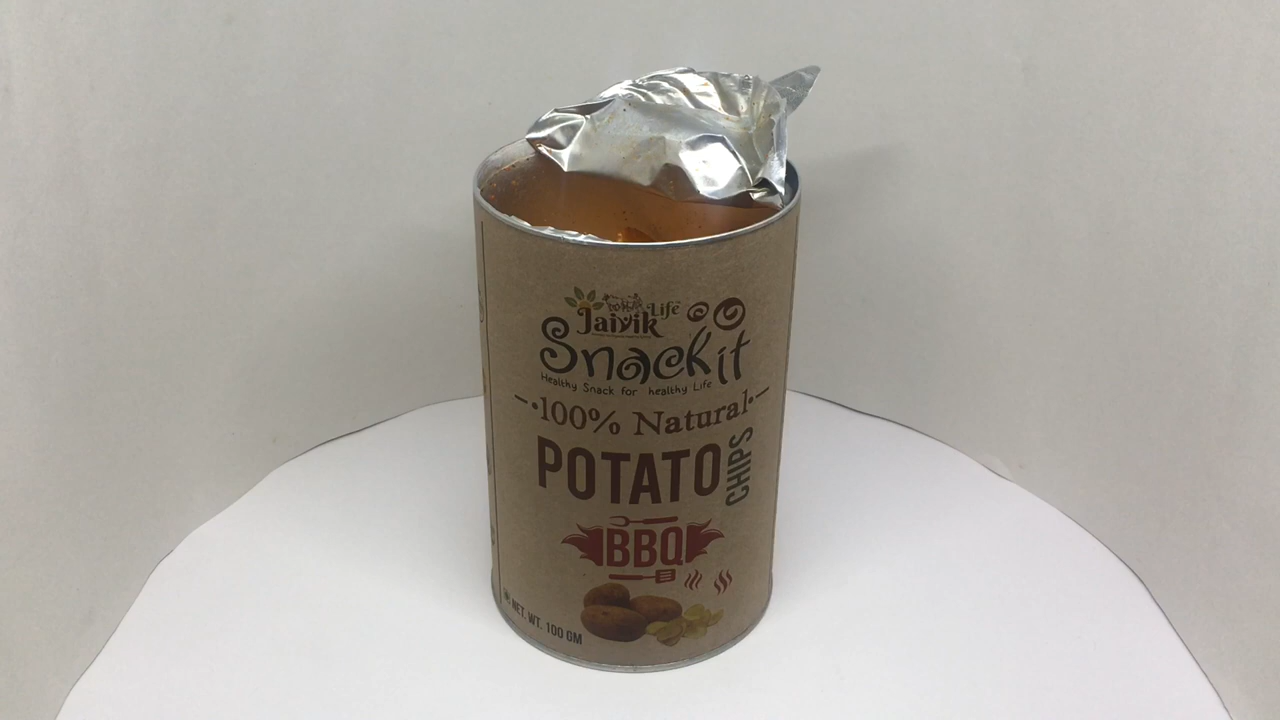 Life
Jaivik
Snackit
Healthy Snack for healthy Life
100% Natural
POTATO
CHIPS
BBQ
NET. WT. 100 GM